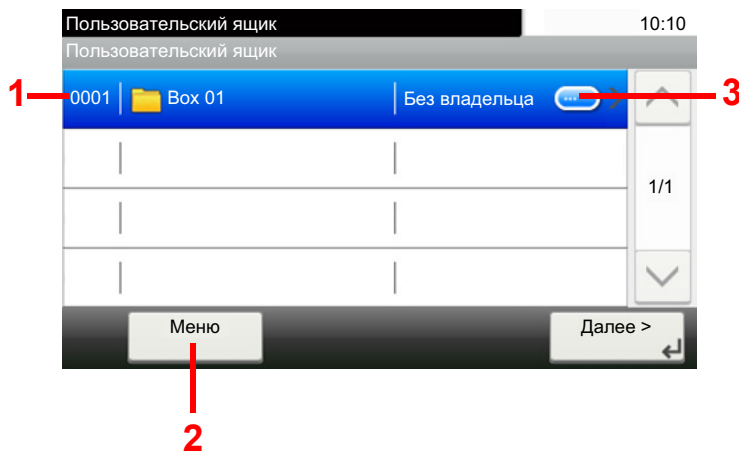 Пользовательский ящик 10:10
Пользовательский ящик
1 0001 Box 01 Без владельца ... 3
1/1
Меню Далее >
2